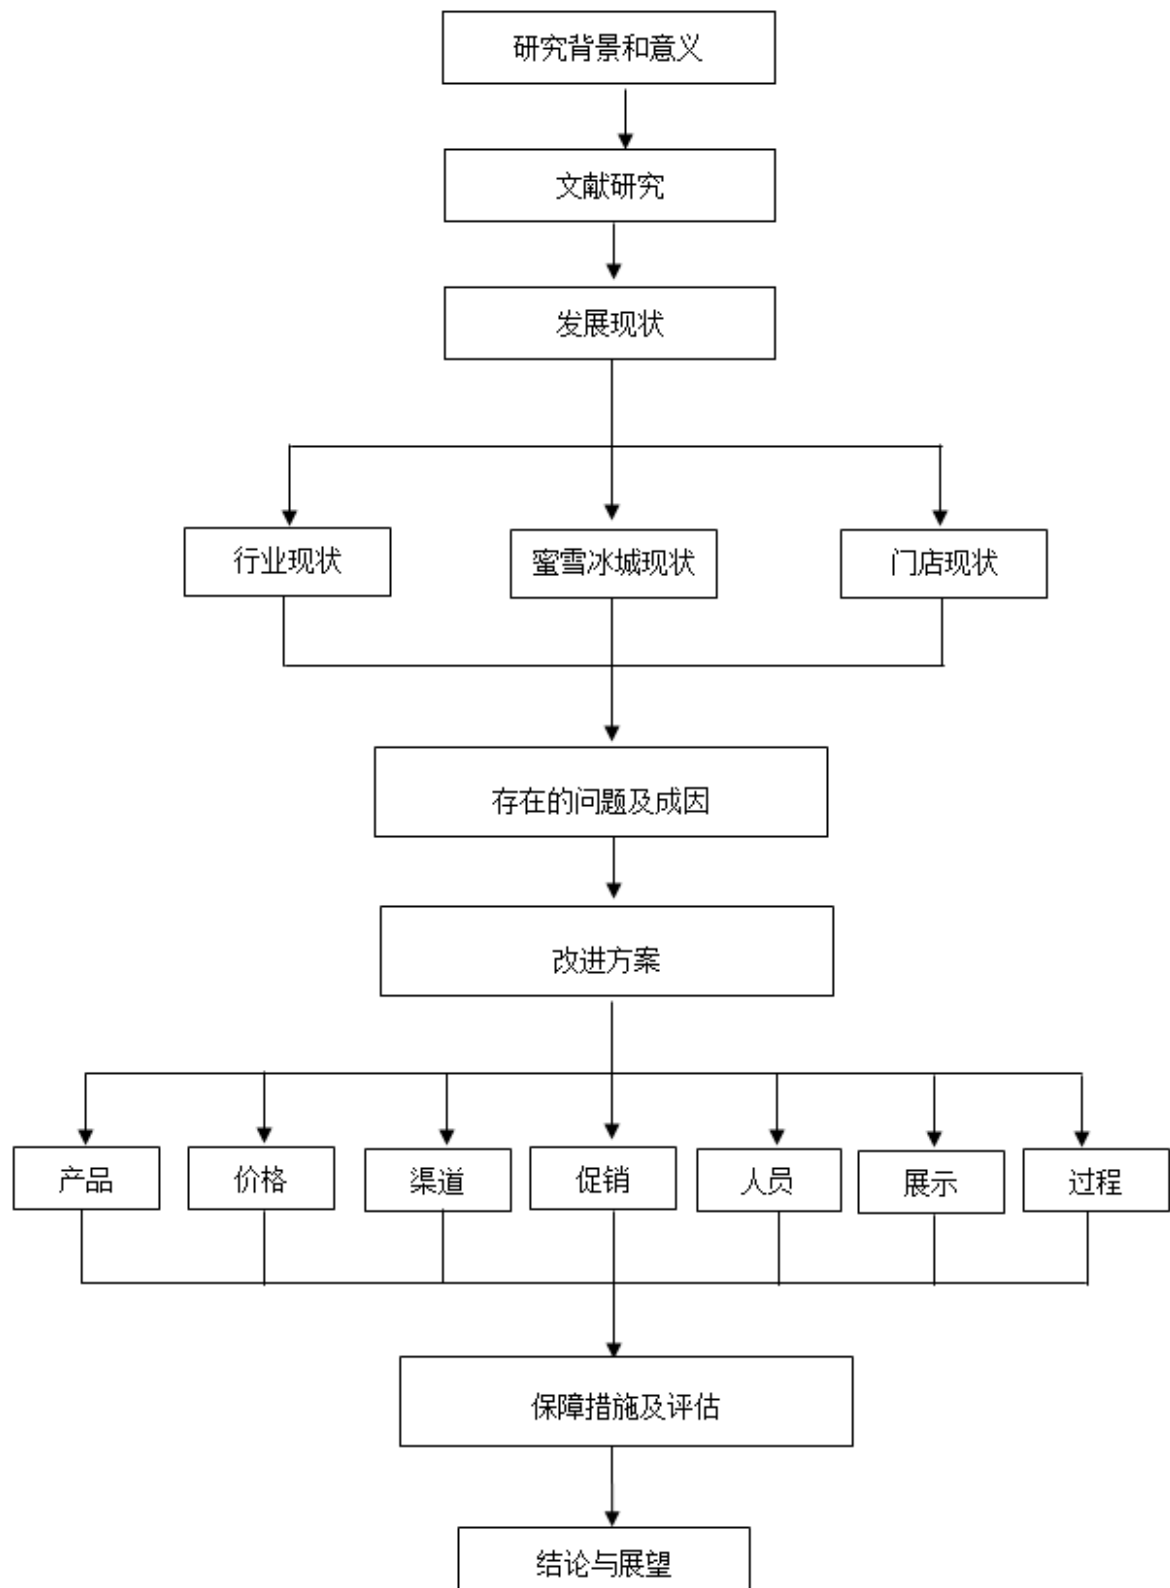 研究背景和意义
文献研究
发展现状
行业现状
蜜雪冰城现状
门店现状
存在的问题及成因
改进方案
产品
价格
渠道
促销
人员
展示
过程
保障措施及评估
结论与展望